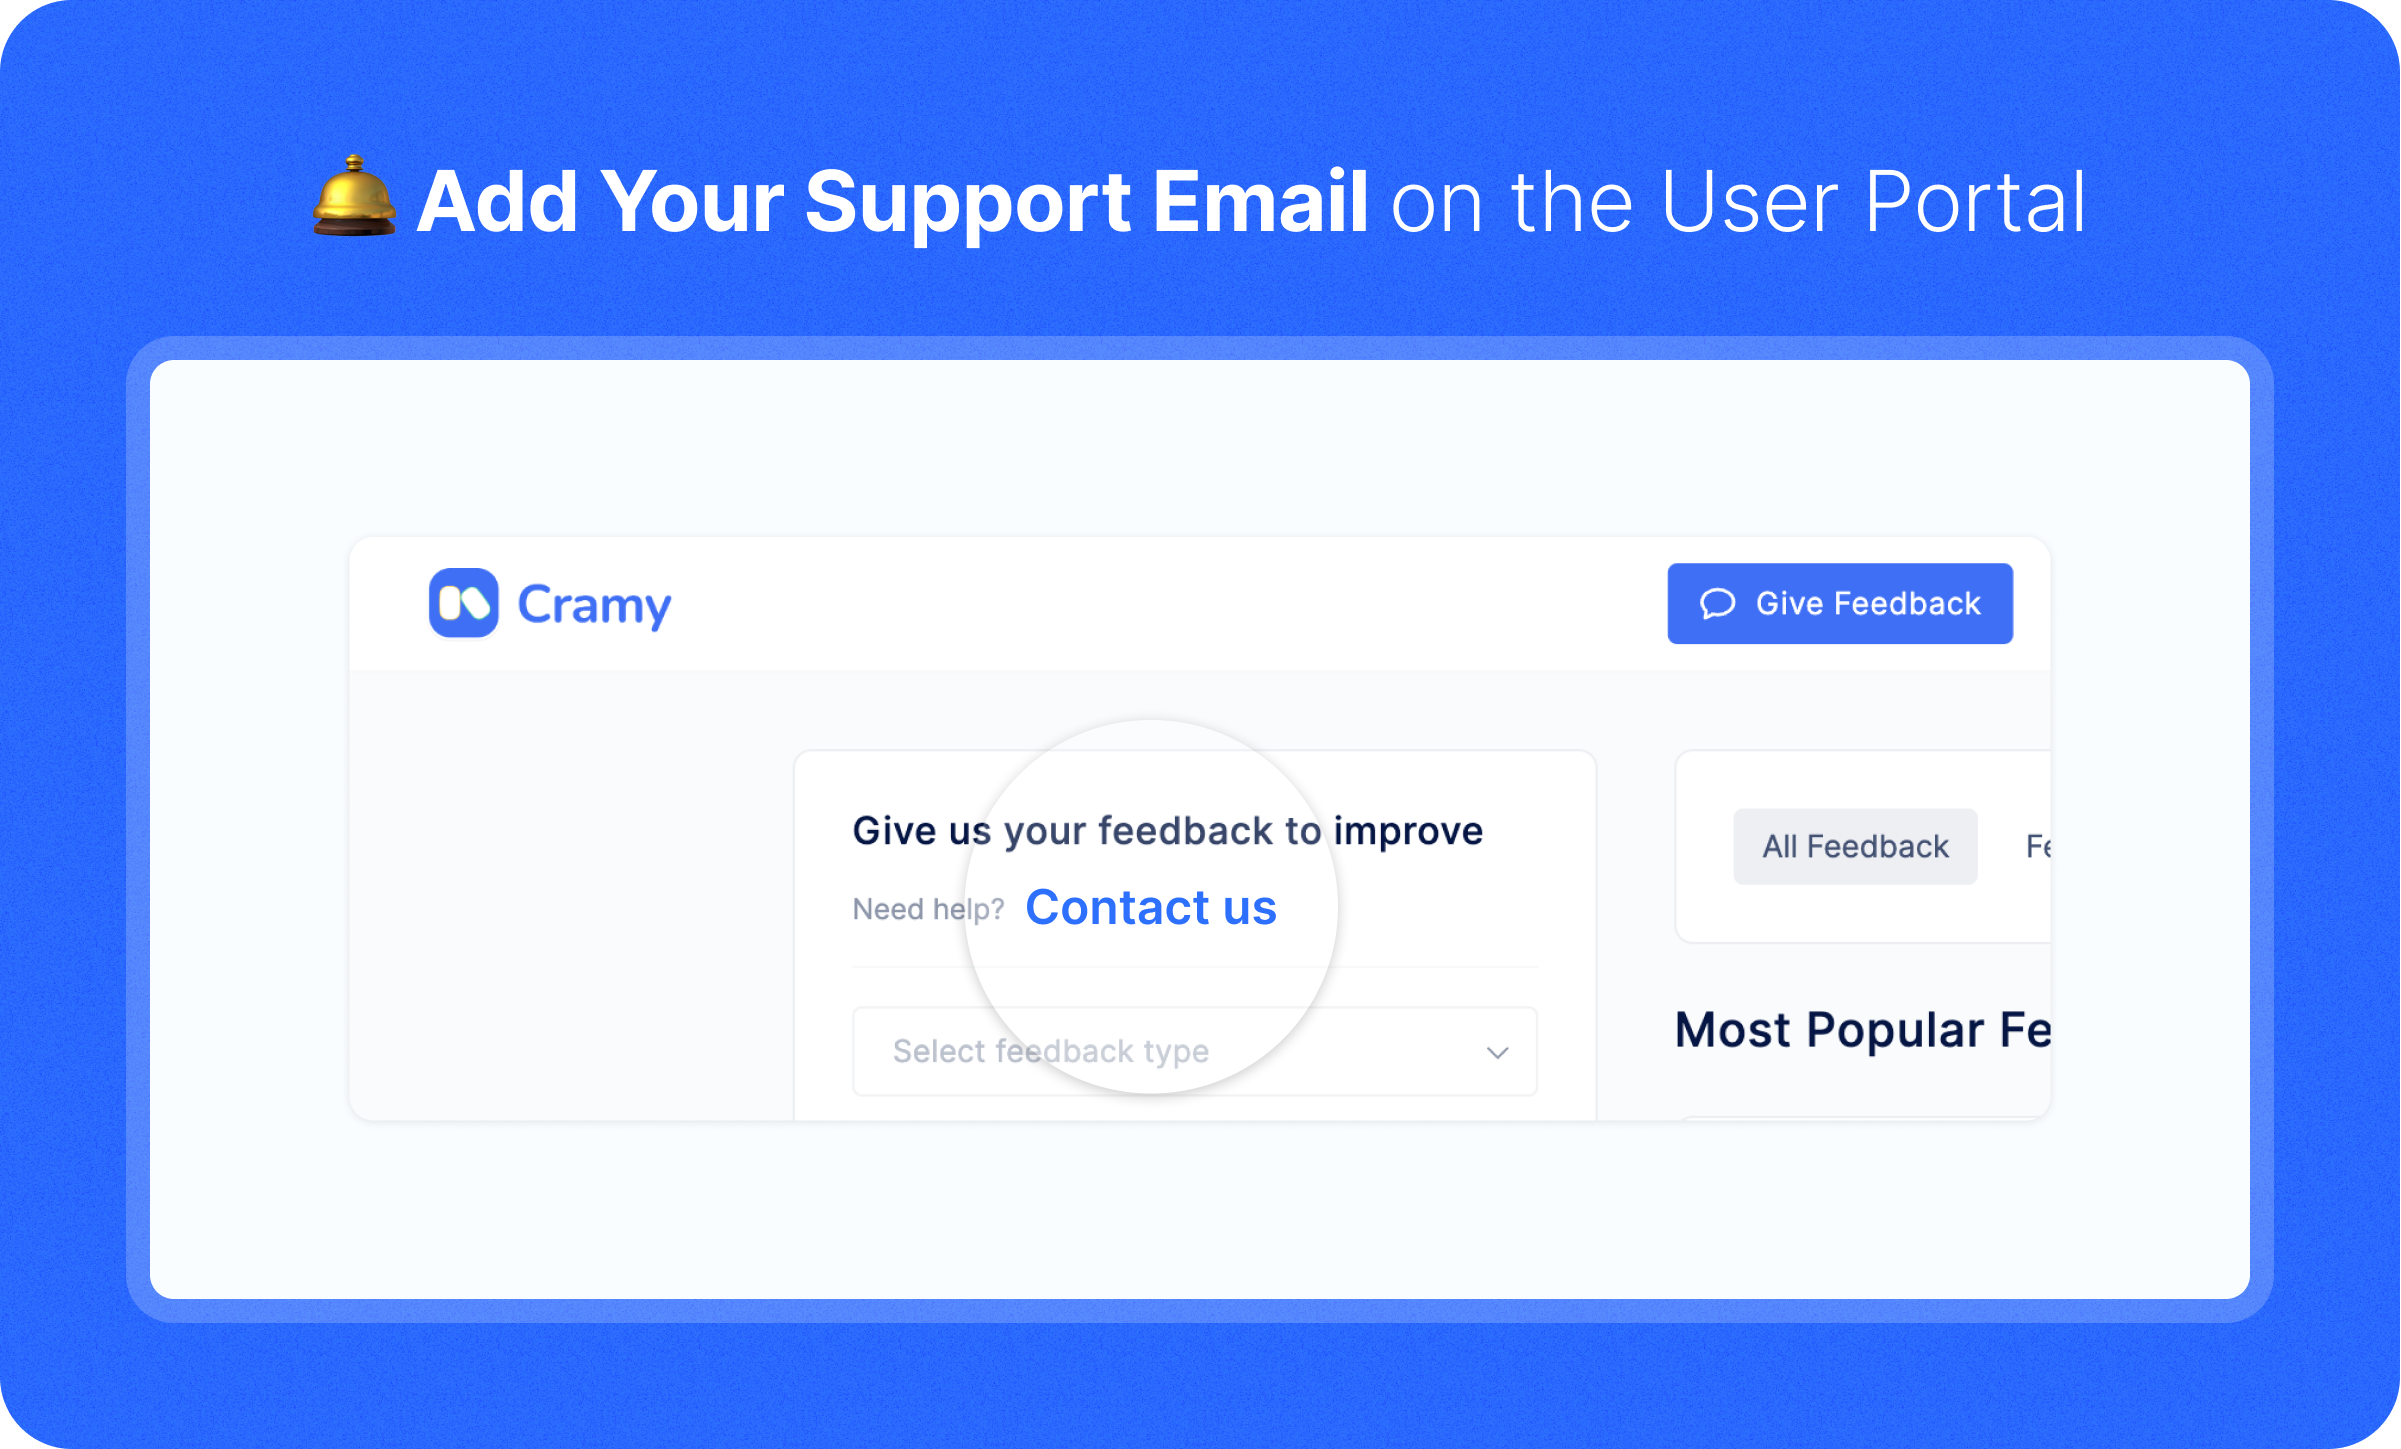 Add Your Support Email on the User Portal
Cramy
Give Feedback
Give us your feedback to improve
Need help? Contact us
Select feedback type
All Feedback
Fe
Most Popular Fe